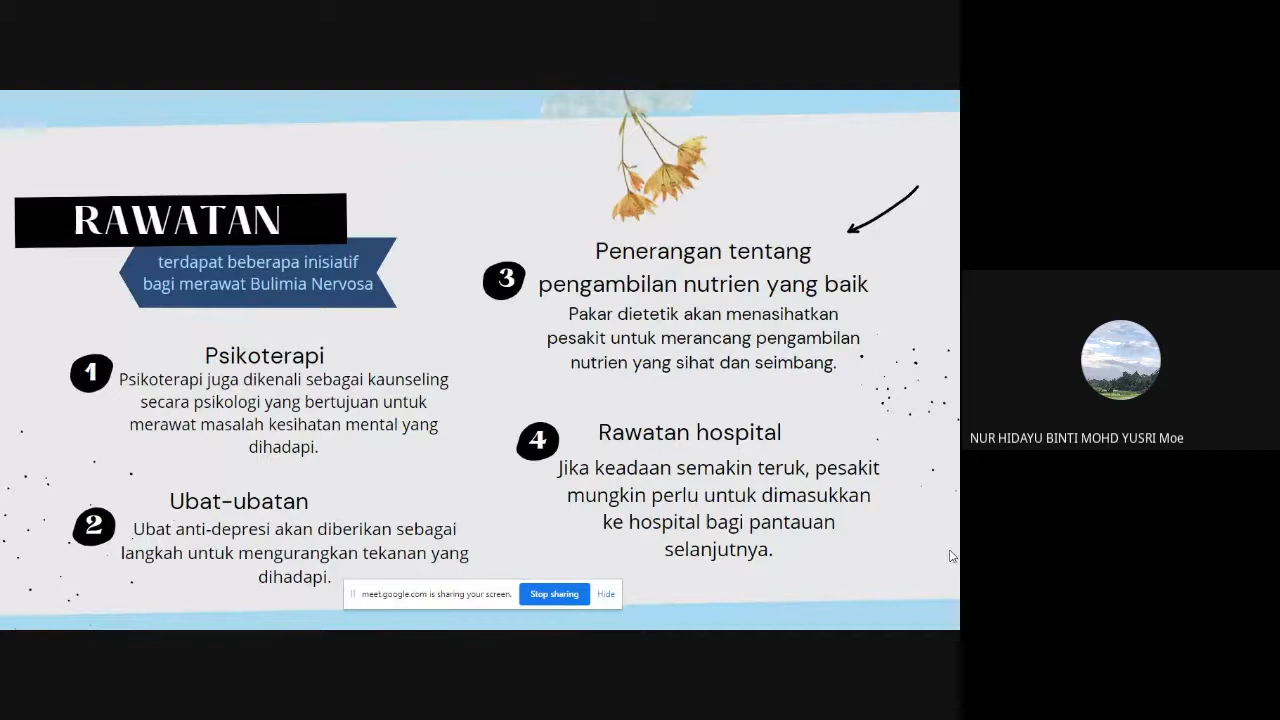 RAWATAN
terdapat beberapa inisiatif
bagi merawat Bulimia Nervosa
1
Psikoterapi
Psikoterapi juga dikenali sebagai kaunseling
secara psikologi yang bertujuan untuk
merawat masalah kesihatan mental yang
dihadapi.
2
Ubat-ubatan
Ubat anti-depresi akan diberikan sebagai
langkah untuk mengurangkan tekanan yang
dihadapi.
3
Penerangan tentang
pengambilan nutrien yang baik
Pakar dietetik akan menasihatkan
pesakit untuk merancang pengambilan
nutrien yang sihat dan seimbang.
4
Rawatan hospital
Jika keadaan semakin teruk, pesakit
mungkin perlu untuk dimasukkan
ke hospital bagi pantauan
selanjutnya.
meet.google.com is sharing your screen.
Stop sharing
Hide
NUR HIDAYU BINTI MOHD YUSRI Moe